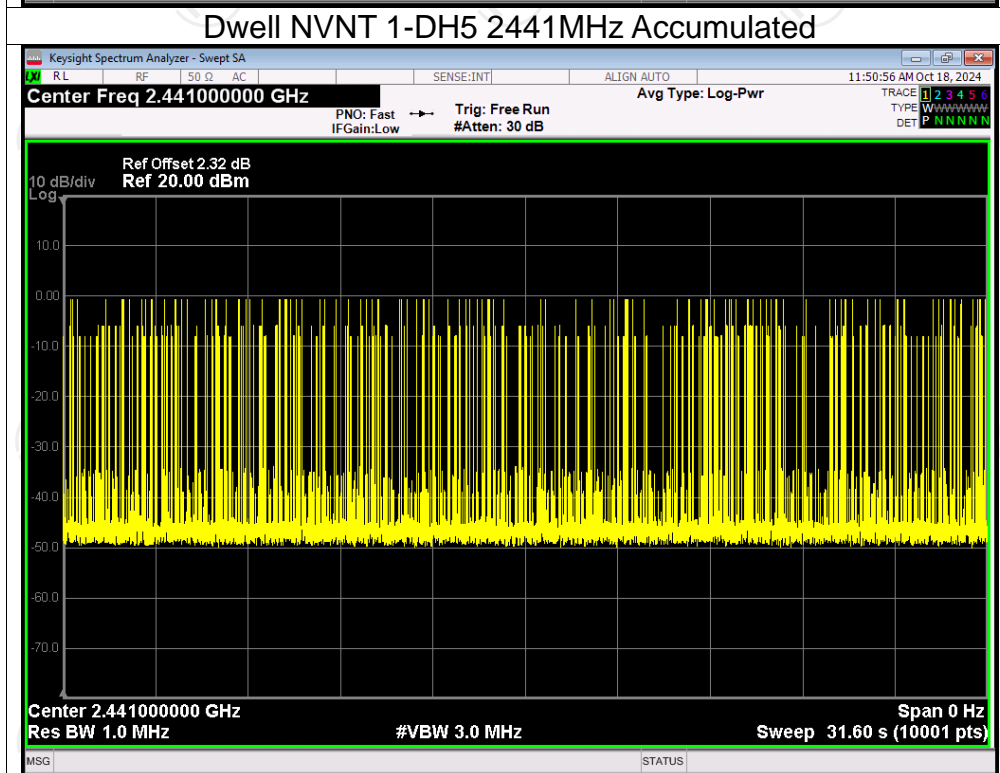 Dwell NVNT 1-DH5 2441MHz Accumulated
Keysight Spectrum Analyzer - Swept SA
LXI RL RF 50 Ω AC SENSE:INT ALIGN AUTO 11:50:56 AM Oct 18, 2024
Center Freq 2.441000000 GHz Avg Type: Log-Pwr TRACE 1 2 3 4 5 6
PNO: Fast Trig: Free Run TYPE WWWWWW
IFGain:Low #Atten: 30 dB DET P N N N N N
Ref Offset 2.32 dB
10 dB/div Ref 20.00 dBm
Log
10.0
0.00
-10.0
-20.0
-30.0
-40.0
-50.0
-60.0
-70.0
Center 2.441000000 GHz Span 0 Hz
Res BW 1.0 MHz #VBW 3.0 MHz Sweep 31.60 s (10001 pts)
MSG STATUS